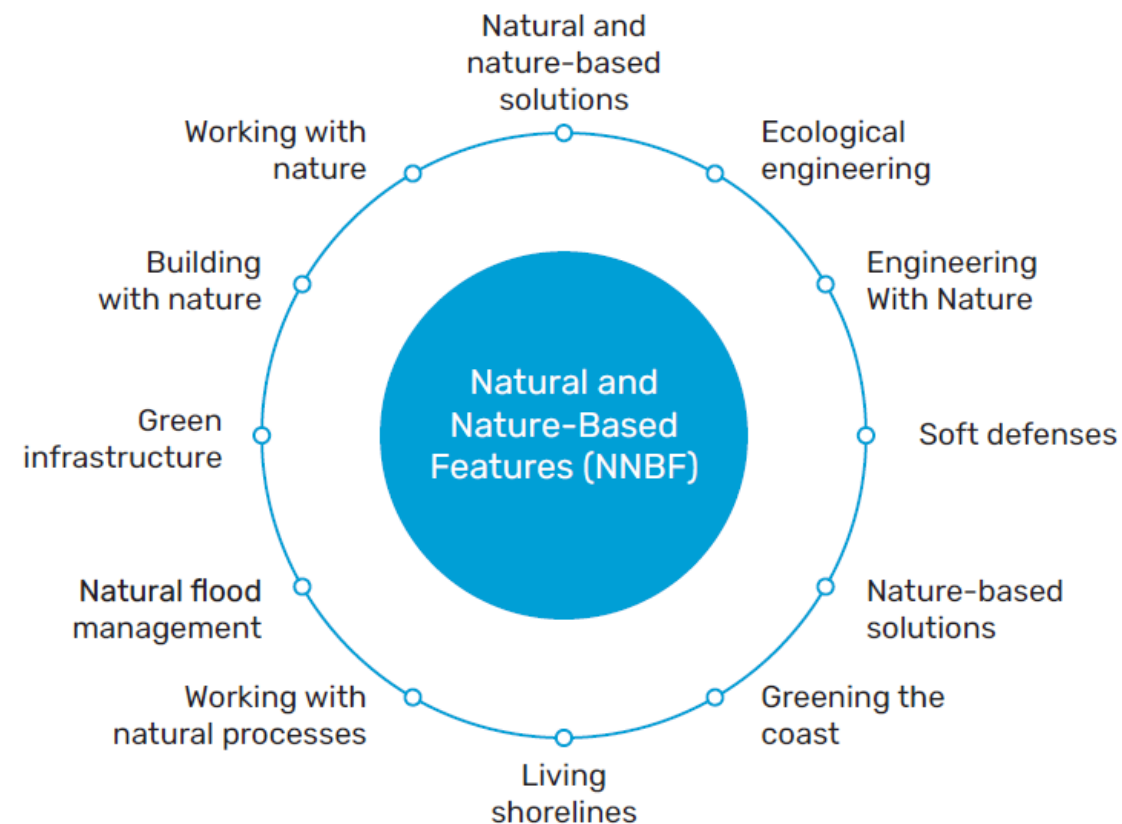 Natural and
nature-based
solutions
Working with
nature
Ecological
engineering
Building
with nature
Engineering
With Nature
Natural and
Nature-Based
Features (NNBF)
Green
infrastructure
Soft defenses
Natural flood
management
Nature-based
solutions
Working with
natural processes
Greening the
coast
Living
shorelines